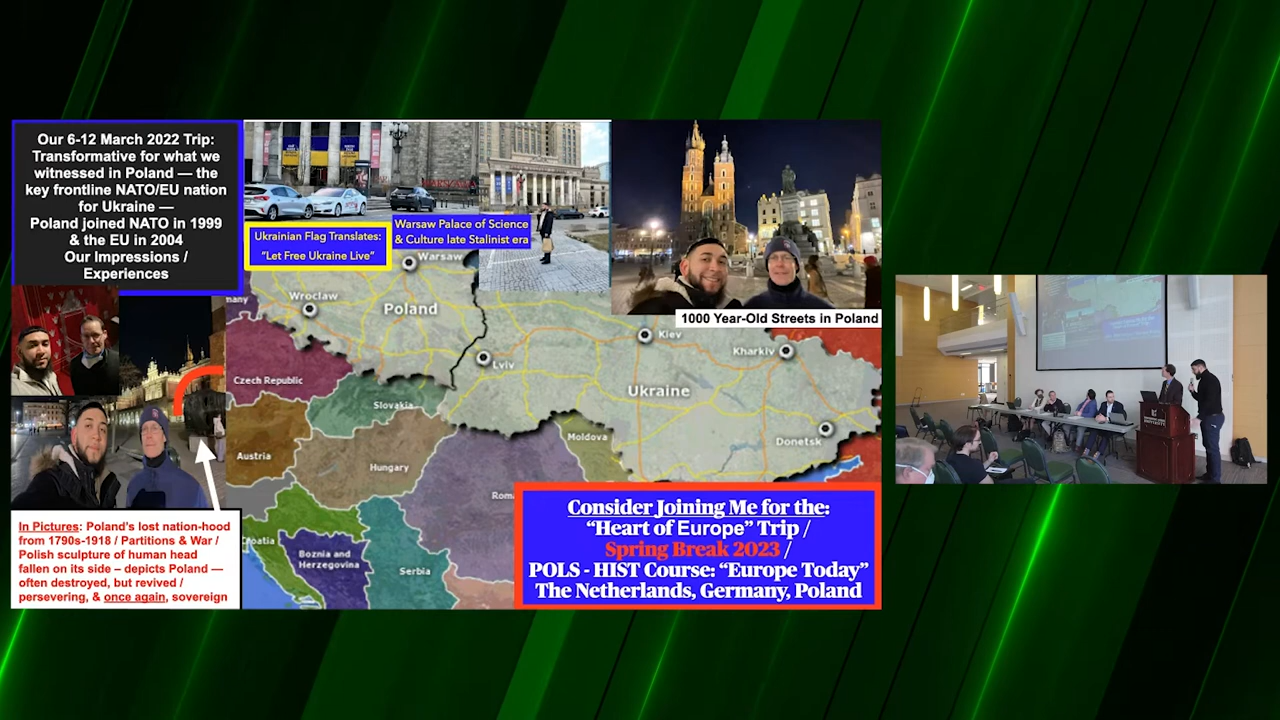 Our 6-12 March 2022 Trip:
Transformative for what we
witnessed in Poland — the
key frontline NATO/EU nation
for Ukraine —
Poland joined NATO in 1999
& the EU in 2004
Our Impressions /
Experiences
Ukrainian Flag Translates:
"Let Free Ukraine Live"
Warsaw Palace of Science
& Culture late Stalinist era
1000 Year-Old Streets in Poland
many
Wroclaw
Warsaw
Poland
Lviv
Kiev
Kharkiv
Czech Republic
Slovakia
Ukraine
Donetsk
Moldova
Austria
Hungary
Rom
Croatia
Boznia and
Herzegovina
Serbia
In Pictures: Poland's lost nation-hood
from 1790s-1918 / Partitions & War /
Polish sculpture of human head
fallen on its side – depicts Poland —
often destroyed, but revived /
persevering, & once again, sovereign
Consider Joining Me for the:
"Heart of Europe" Trip /
Spring Break 2023 /
POLS - HIST Course: "Europe Today"
The Netherlands, Germany, Poland